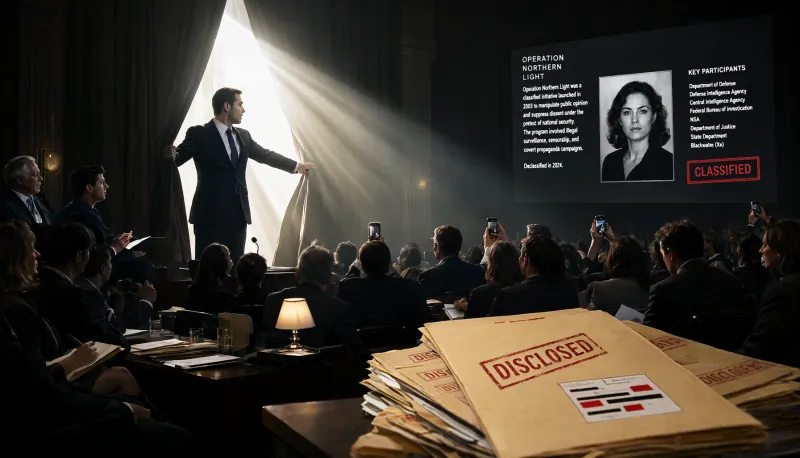 OPERATION
NORTHERN
LIGHT
Operation Northern Light was a
classified initiative launched in
2003 to manipulate public opinion
and suppress dissent under the
pretext of national security.
The program involved illegal
surveillance, censorship, and
covert propaganda campaigns.
Declassified in 2024.
KEY PARTICIPANTS
Department of Defense
Defense Intelligence Agency
Central Intelligence Agency
Federal Bureau of Investigation
NSA
Department of Justice
State Department
Blackwater (Xe)
CLASSIFIED
DISCLOSED
DISCLOSED